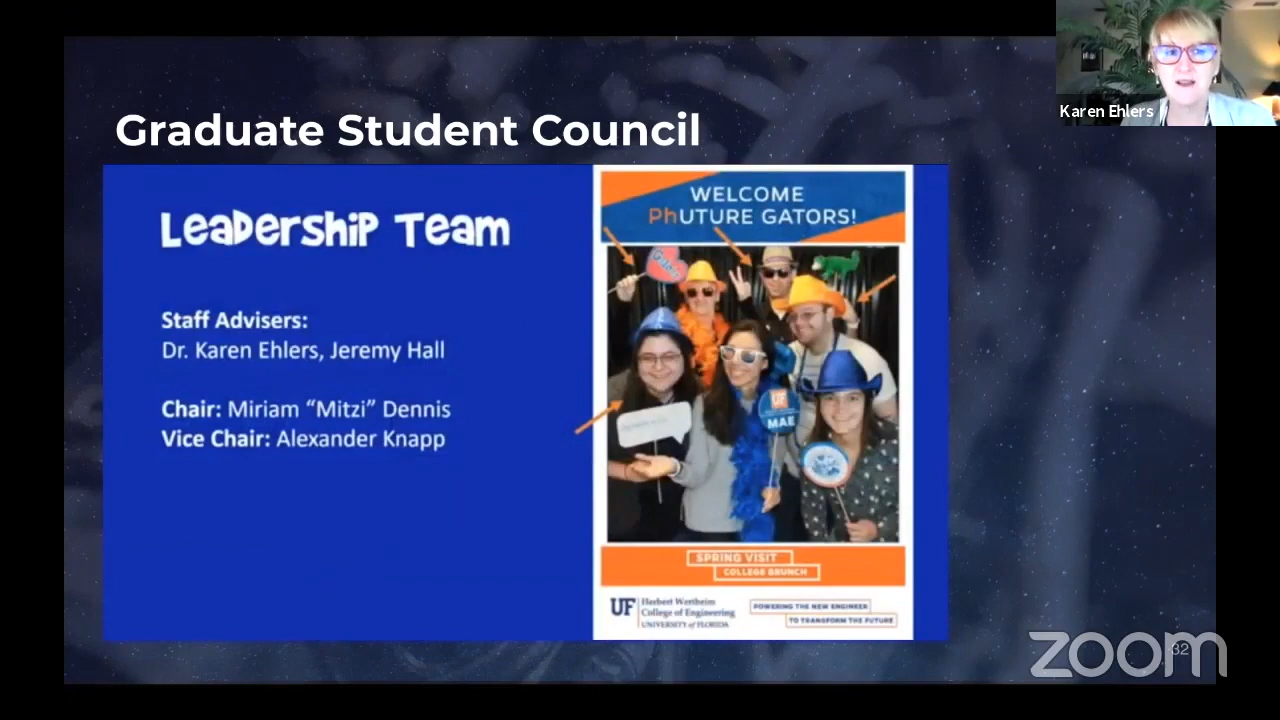 Karen Ehlers
Graduate Student Council
Leadership Team
Staff Advisers:
Dr. Karen Ehlers, Jeremy Hall
Chair: Miriam “Mitzi” Dennis
Vice Chair: Alexander Knapp
WELCOME
PhUTURE GATORS!
UF
MAE
SPRING VISIT
COLLEGE BRUNCH
UF
Herbert Wertheim
College of Engineering
UNIVERSITY of FLORIDA
POWERING THE NEW ENGINEER
TO TRANSFORM THE FUTURE
zoom
32